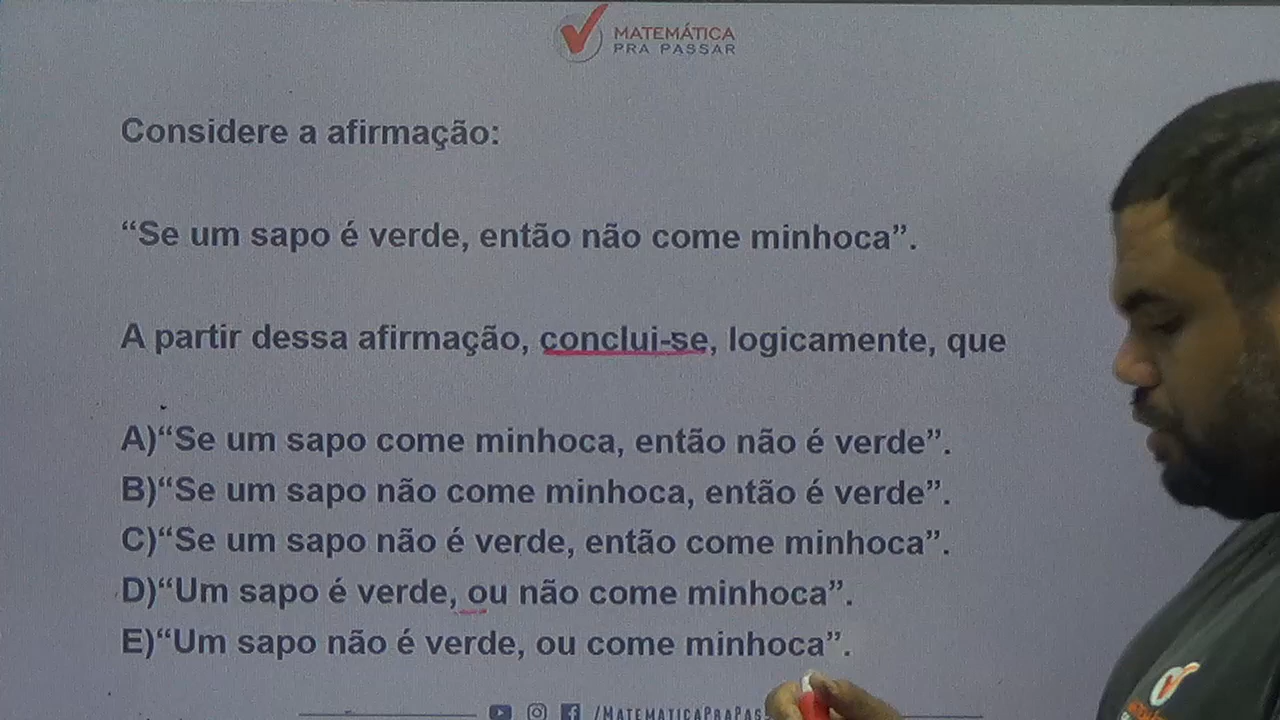 MATEMÁTICA
PRA PASSAR
Considere a afirmação:
“Se um sapo é verde, então não come minhoca”.
A partir dessa afirmação, conclui-se, logicamente, que
A)“Se um sapo come minhoca, então não é verde”.
B)“Se um sapo não come minhoca, então é verde”.
C)“Se um sapo não é verde, então come minhoca”.
D)“Um sapo é verde, ou não come minhoca”.
E)“Um sapo não é verde, ou come minhoca”.
/MATEMATICAPRAPAS